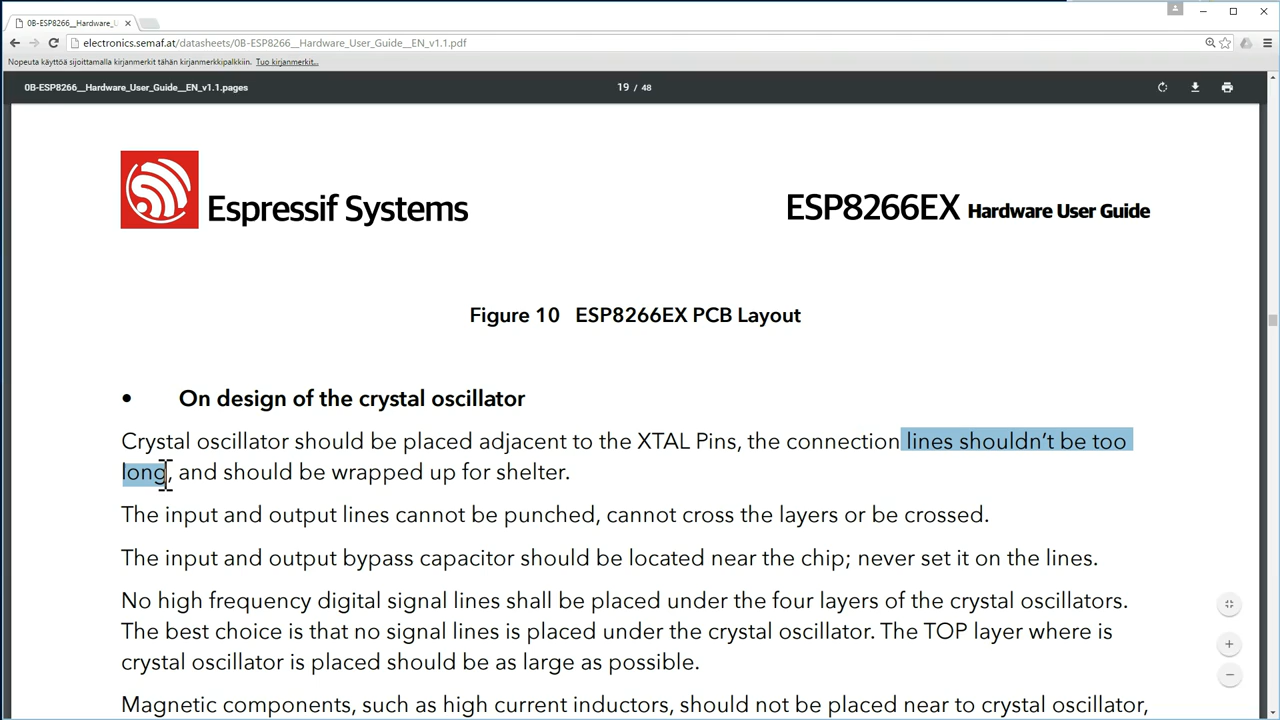 0B-ESP8266__Hardware_U
electronics.semaf.at/datasheets/0B-ESP8266__Hardware_User_Guide__EN_v1.1.pdf
Nopeuta käyttöä sijoittamalla kirjanmerkit tähän kirjanmerkkipalkkiin. Tuo kirjanmerkit...
0B-ESP8266__Hardware_User_Guide__EN_v1.1.pages
19 / 48
Espressif Systems
ESP8266EX Hardware User Guide
Figure 10 ESP8266EX PCB Layout
• On design of the crystal oscillator
Crystal oscillator should be placed adjacent to the XTAL Pins, the connection lines shouldn’t be too
long, and should be wrapped up for shelter.
The input and output lines cannot be punched, cannot cross the layers or be crossed.
The input and output bypass capacitor should be located near the chip; never set it on the lines.
No high frequency digital signal lines shall be placed under the four layers of the crystal oscillators.
The best choice is that no signal lines is placed under the crystal oscillator. The TOP layer where is
crystal oscillator is placed should be as large as possible.
Magnetic components, such as high current inductors, should not be placed near to crystal oscillator,